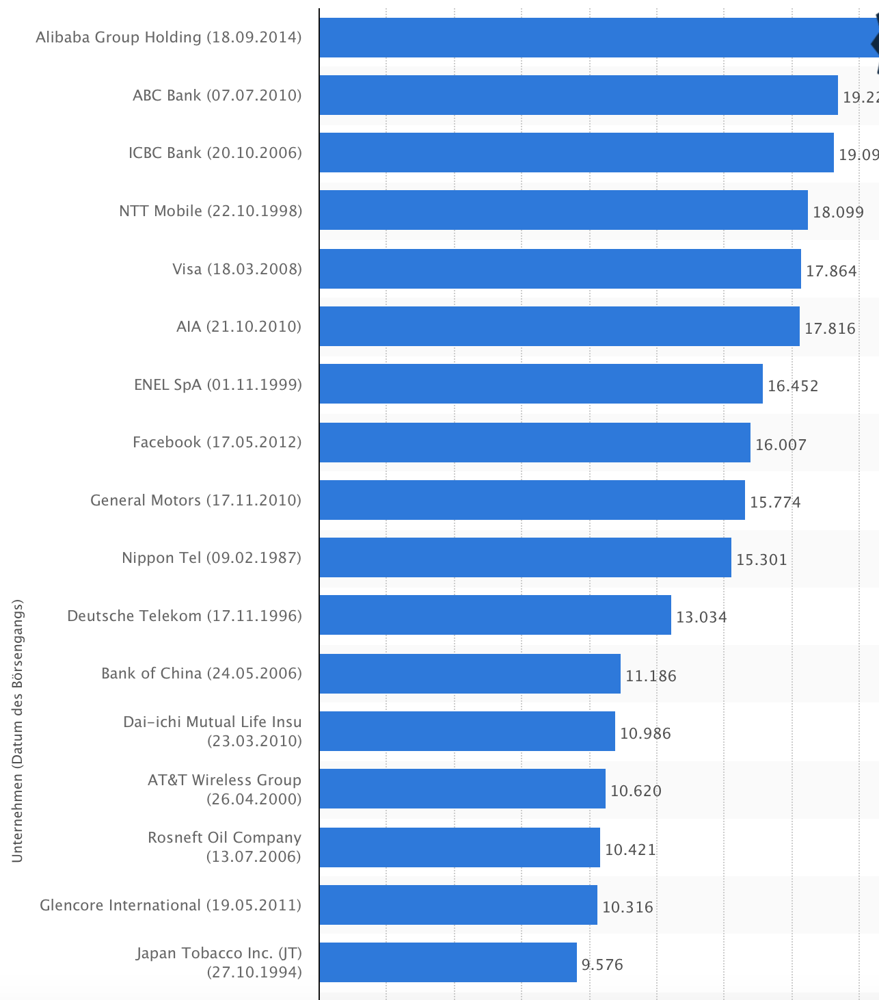 Alibaba Group Holding (18.09.2014)
ABC Bank (07.07.2010)
ICBC Bank (20.10.2006)
19.09
NTT Mobile (22.10.1998)
18.099
Visa (18.03.2008)
17.864
AIA (21.10.2010)
17.816
ENEL SpA (01.11.1999)
16.452
Facebook (17.05.2012)
16.007
General Motors (17.11.2010)
15.774
Nippon Tel (09.02.1987)
15.301
Deutsche Telekom (17.11.1996)
13.034
Bank of China (24.05.2006)
11.186
Dai-ichi Mutual Life Insu
(23.03.2010)
10.986
AT&T Wireless Group
(26.04.2000)
10.620
Rosneft Oil Company
(13.07.2006)
10.421
Glencore International (19.05.2011)
10.316
Japan Tobacco Inc. (JT)
(27.10.1994)
9.576
Unternehmen (Datum des Börsengangs)